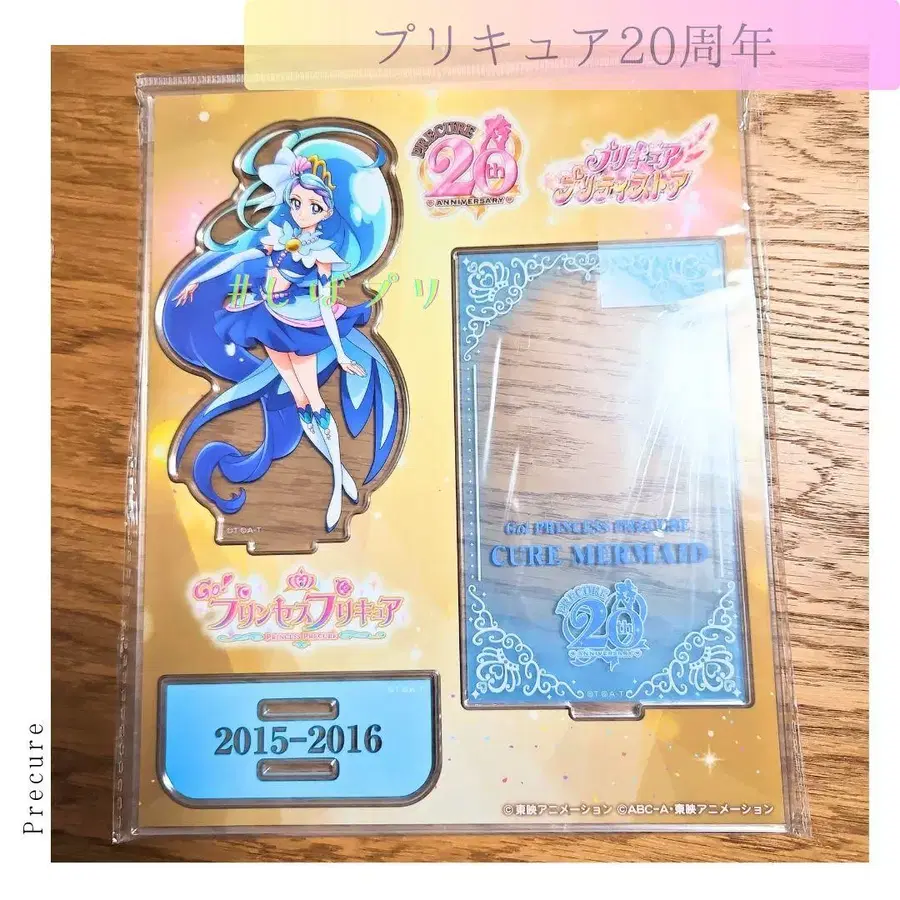 プリキュア20周年
PRECURE
20th
ANNIVERSARY
プリキュア
プリティストア
#しばプリ
©T©A-T
Go! PRINCESS PRECURE
CURE MERMAID
PRECURE
20th
ANNIVERSARY
©T©A-T
Go!
プリンセスプリキュア
PRINCESS PRECURE
©T©A-T
2015-2016
©東映アニメーション ©ABC-A・東映アニメーション
Precure